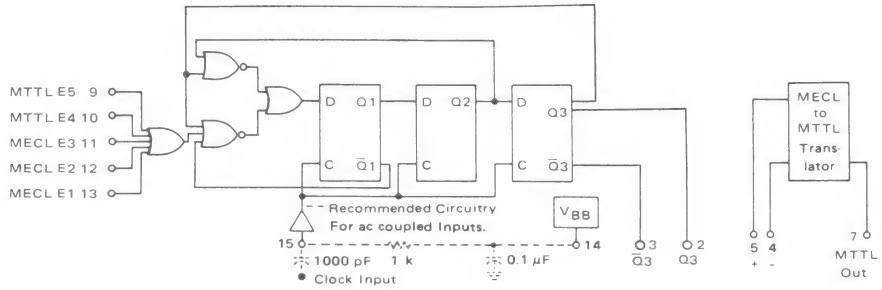 MTTL E5 9
MTTL E4 10
MECL E3 11
MECL E2 12
MECL E1 13
D Q1
C Q̅1
D Q2
C
D Q3
C Q̅3
Recommended Circuitry
For ac coupled Inputs.
15
1000 pF
1 k
0.1 µF
Clock Input
VBB
14
3
Q̅3
2
Q3
MECL
to
MTTL
Trans-
lator
5
+
4
-
7
MTTL
Out